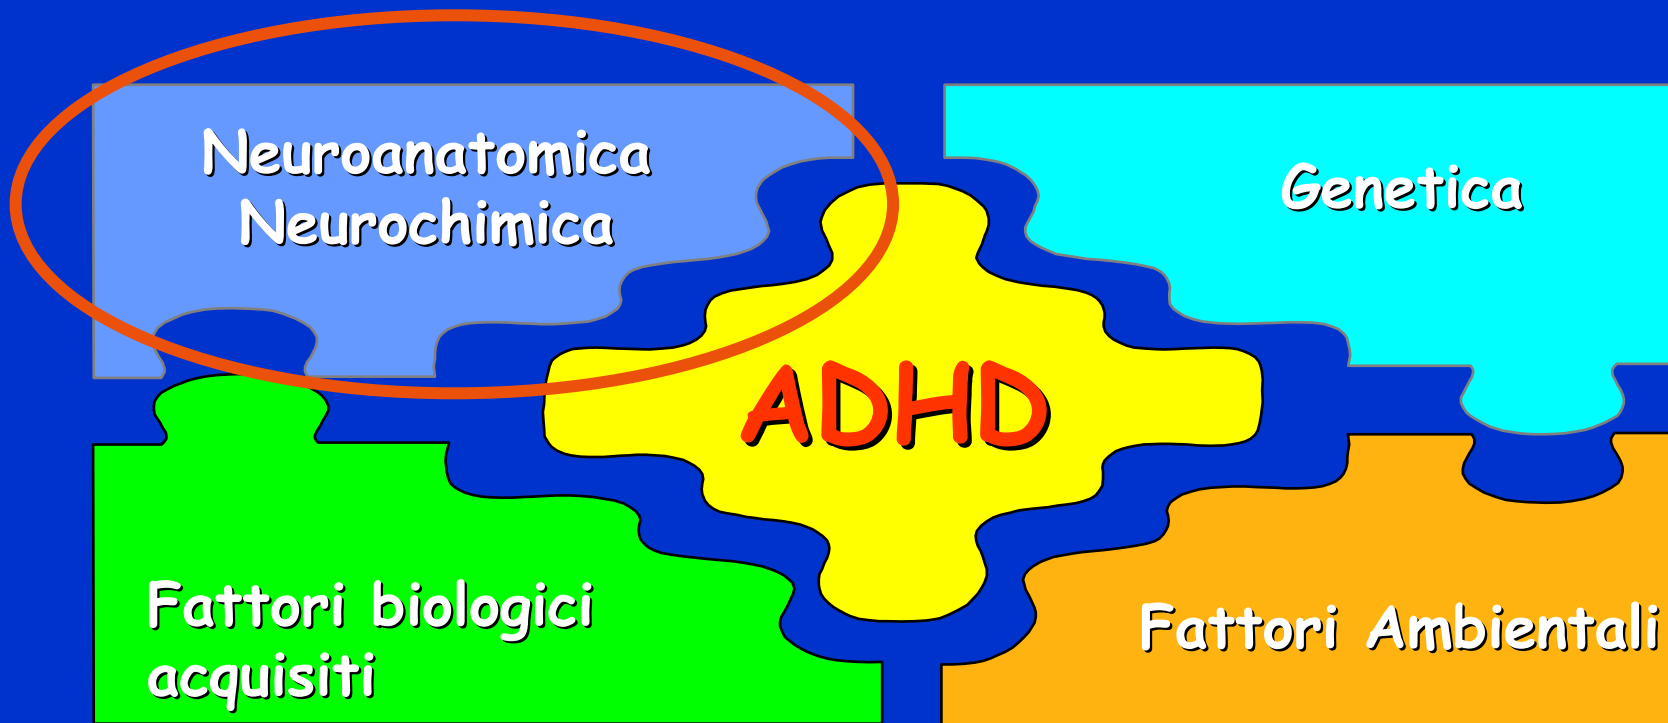 Neuroanatomica
Neurochimica
Genetica
ADHD
Fattori biologici
acquisiti
Fattori Ambientali